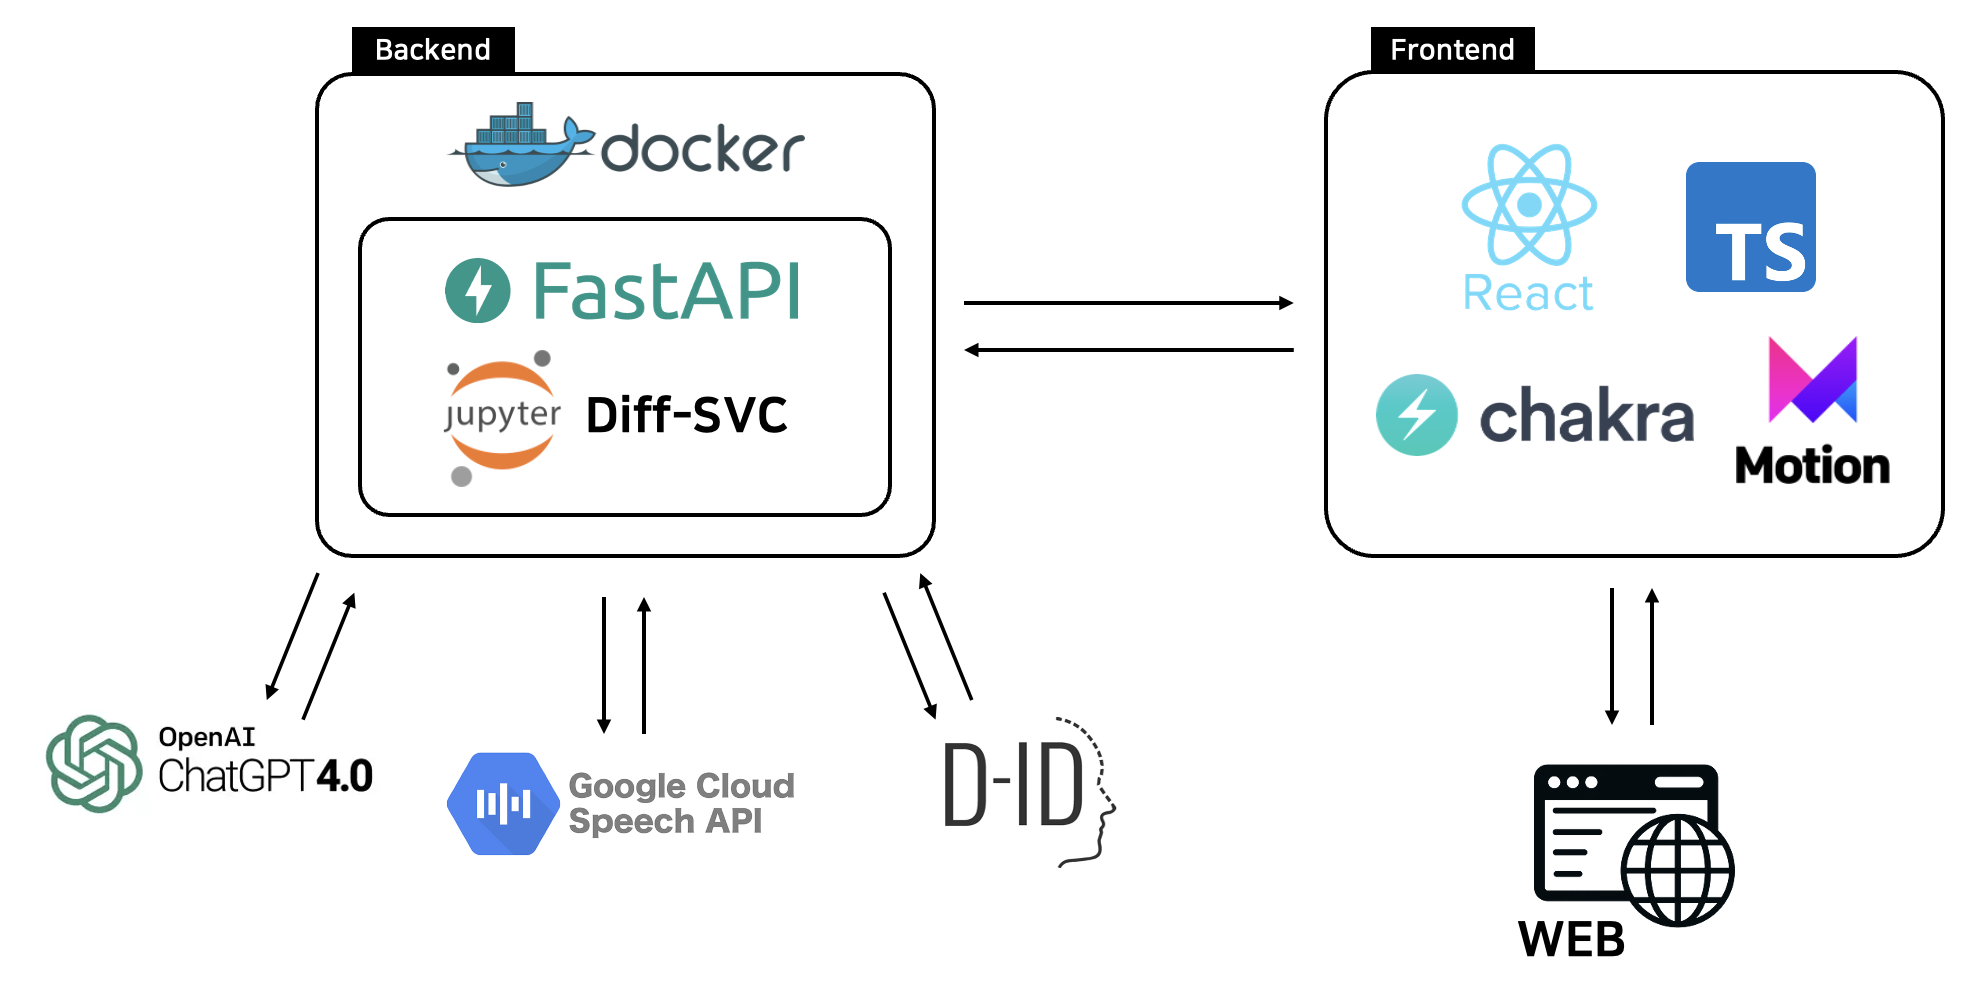 Backend
docker
FastAPI
jupyter
Diff-SVC
Frontend
React
TS
chakra
Motion
OpenAI
ChatGPT4.0
Google Cloud
Speech API
D-ID
WEB